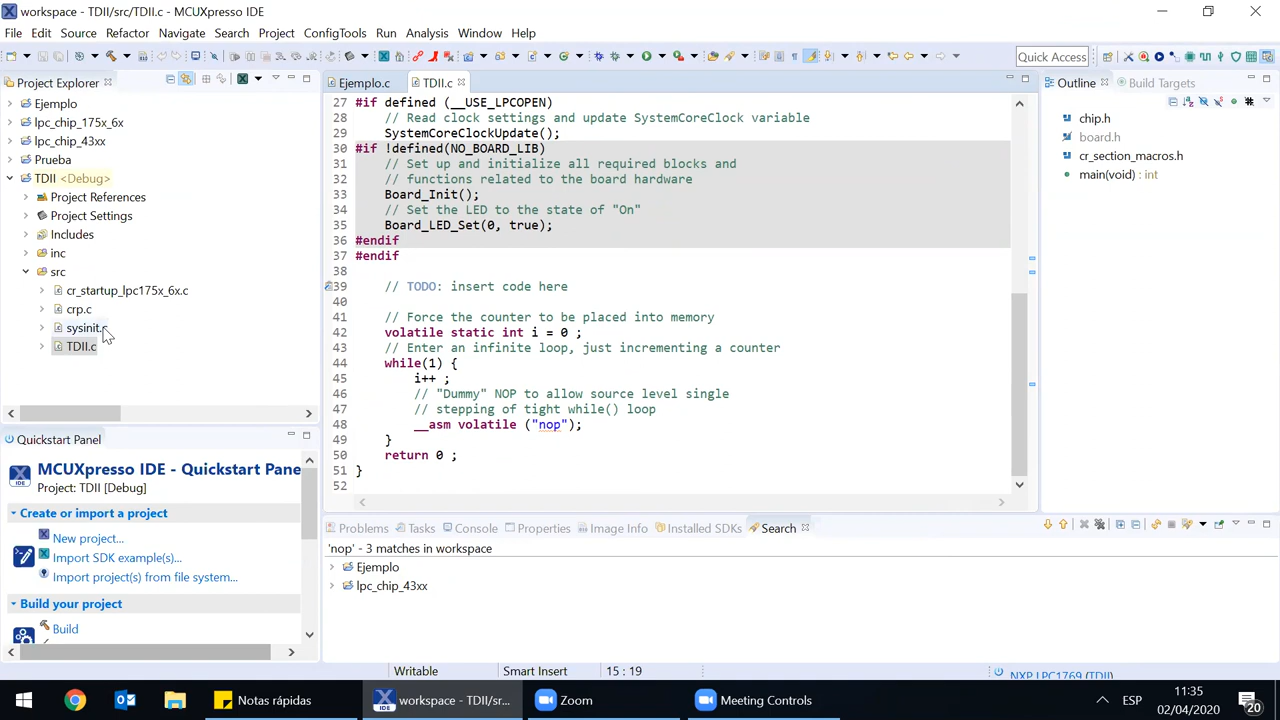 workspace - TDII/src/TDII.c - MCUXpresso IDE
File Edit Source Refactor Navigate Search Project ConfigTools Run Analysis Window Help
Quick Access
Project Explorer
Ejemplo
lpc_chip_175x_6x
lpc_chip_43xx
Prueba
TDII <Debug>
Project References
Project Settings
Includes
inc
src
cr_startup_lpc175x_6x.c
crp.c
sysinit.c
TDII.c
Ejemplo.c
TDII.c
27 #if defined (__USE_LPCOPEN)
28 // Read clock settings and update SystemCoreClock variable
29 SystemCoreClockUpdate();
30 #if !defined(NO_BOARD_LIB)
31 // Set up and initialize all required blocks and
32 // functions related to the board hardware
33 Board_Init();
34 // Set the LED to the state of "On"
35 Board_LED_Set(0, true);
36 #endif
37 #endif
38
39 // TODO: insert code here
40
41 // Force the counter to be placed into memory
42 volatile static int i = 0 ;
43 // Enter an infinite loop, just incrementing a counter
44 while(1) {
45 i++ ;
46 // "Dummy" NOP to allow source level single
47 // stepping of tight while() loop
48 __asm volatile ("nop");
49 }
50 return 0 ;
51 }
52
Outline
Build Targets
chip.h
board.h
cr_section_macros.h
main(void) : int
Quickstart Panel
MCUXpresso IDE - Quickstart Pane
Project: TDII [Debug]
Create or import a project
New project...
Import SDK example(s)...
Import project(s) from file system...
Build your project
Build
Problems Tasks Console Properties Image Info Installed SDKs Search
'nop' - 3 matches in workspace
Ejemplo
lpc_chip_43xx
Writable
Smart Insert
15 : 19
NXP LPC1769 (TDII)
Notas rápidas
workspace - TDII/sr...
Zoom
Meeting Controls
ESP
11:35
02/04/2020
20